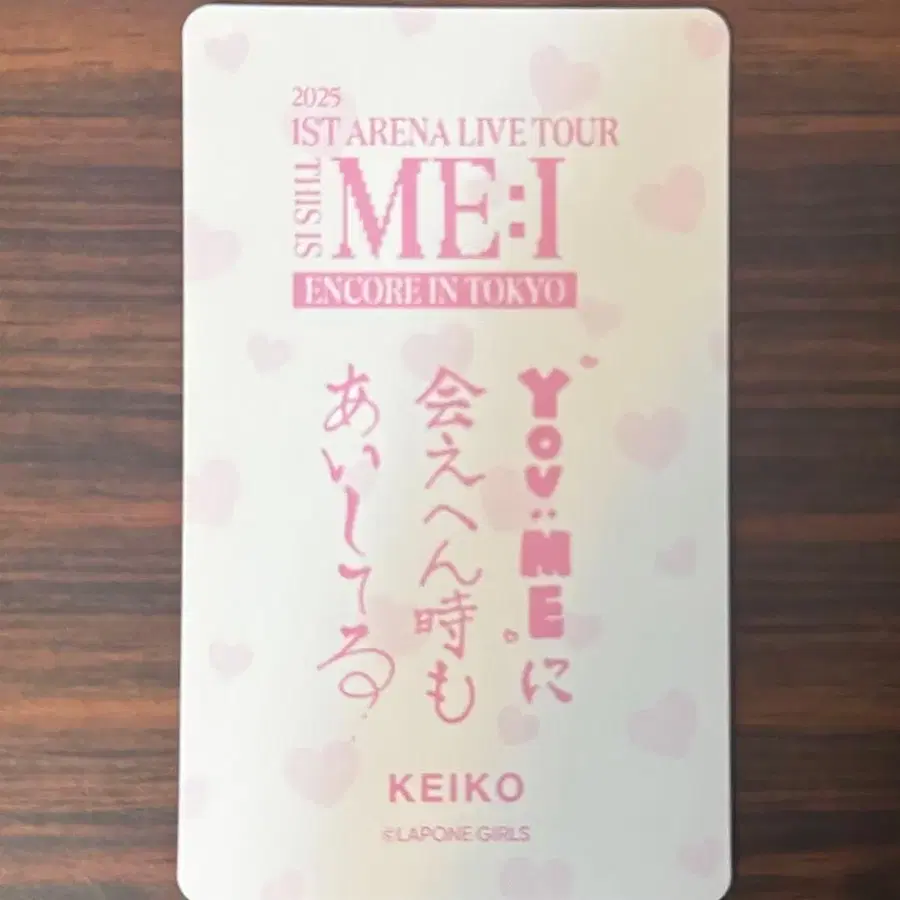 2025
1ST ARENA LIVE TOUR
THIS IS
ME:I
ENCORE IN TOKYO
YOU:MEに
会えへん時も
あいしてる
KEIKO
©LAPONE GIRLS